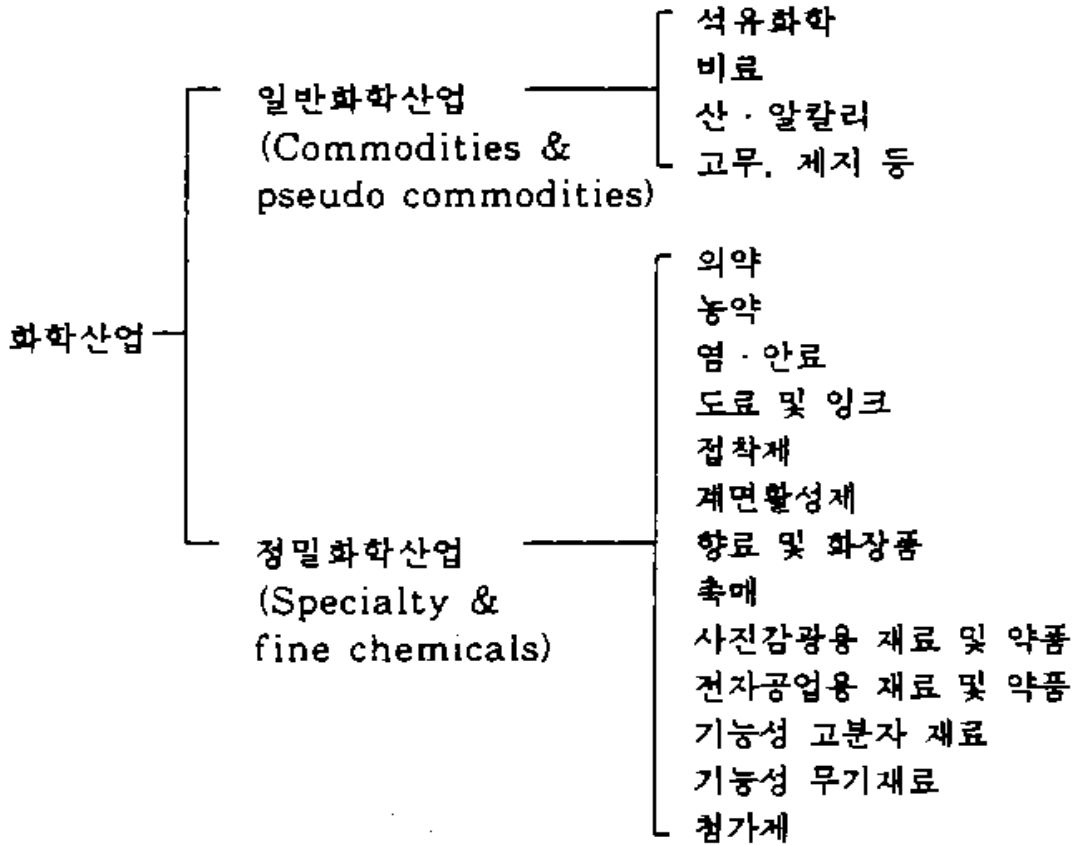 화학산업
일반화학산업
(Commodities &
pseudo commodities)
석유화학
비료
산 · 알칼리
고무, 제지 등
정밀화학산업
(Specialty &
fine chemicals)
의약
농약
염 · 안료
도료 및 잉크
접착제
계면활성제
향료 및 화장품
촉매
사진감광용 재료 및 약품
전자공업용 재료 및 약품
기능성 고분자 재료
기능성 무기재료
첨가제